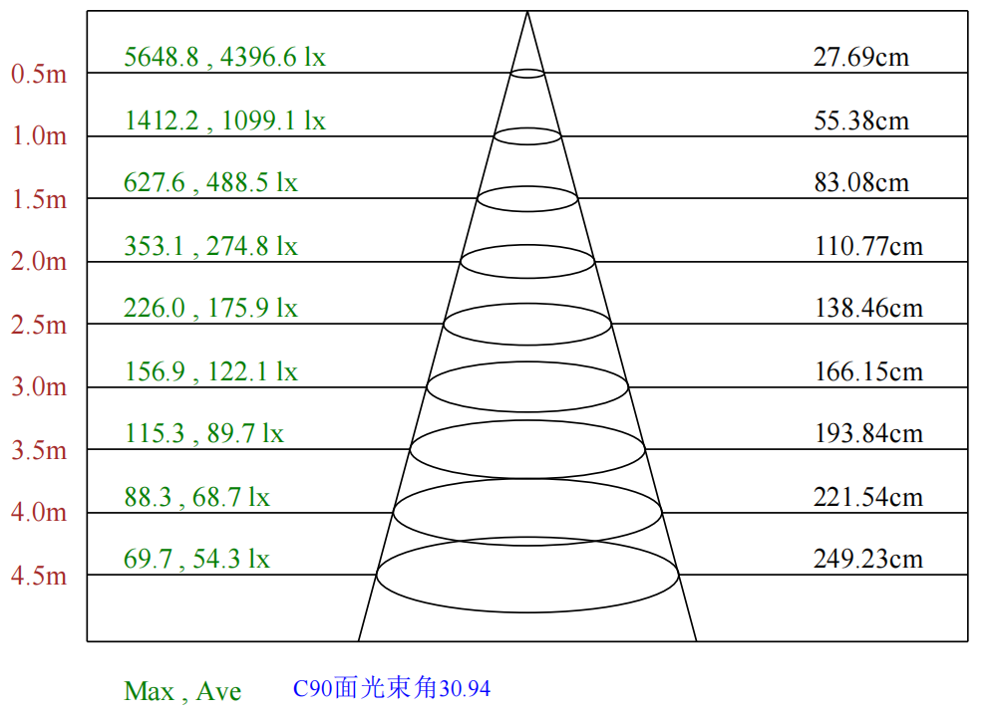 5648.8 , 4396.6 lx 27.69cm
0.5m
1412.2 , 1099.1 lx 55.38cm
1.0m
627.6 , 488.5 lx 83.08cm
1.5m
353.1 , 274.8 lx 110.77cm
2.0m
226.0 , 175.9 lx 138.46cm
2.5m
156.9 , 122.1 lx 166.15cm
3.0m
115.3 , 89.7 lx 193.84cm
3.5m
88.3 , 68.7 lx 221.54cm
4.0m
69.7 , 54.3 lx 249.23cm
4.5m
Max , Ave C90面光束角30.94